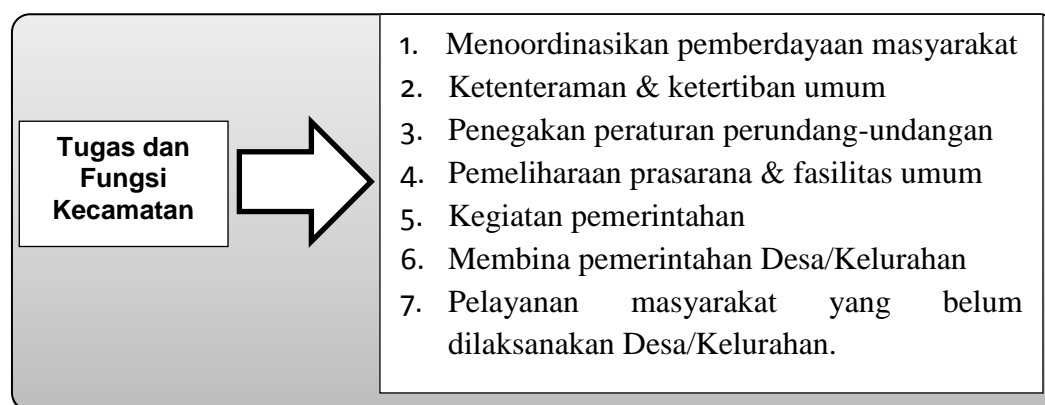 Tugas dan
Fungsi
Kecamatan
1. Menoordinasikan pemberdayaan masyarakat
2. Ketenteraman & ketertiban umum
3. Penegakan peraturan perundang-undangan
4. Pemeliharaan prasarana & fasilitas umum
5. Kegiatan pemerintahan
6. Membina pemerintahan Desa/Kelurahan
7. Pelayanan masyarakat yang belum
dilaksanakan Desa/Kelurahan.